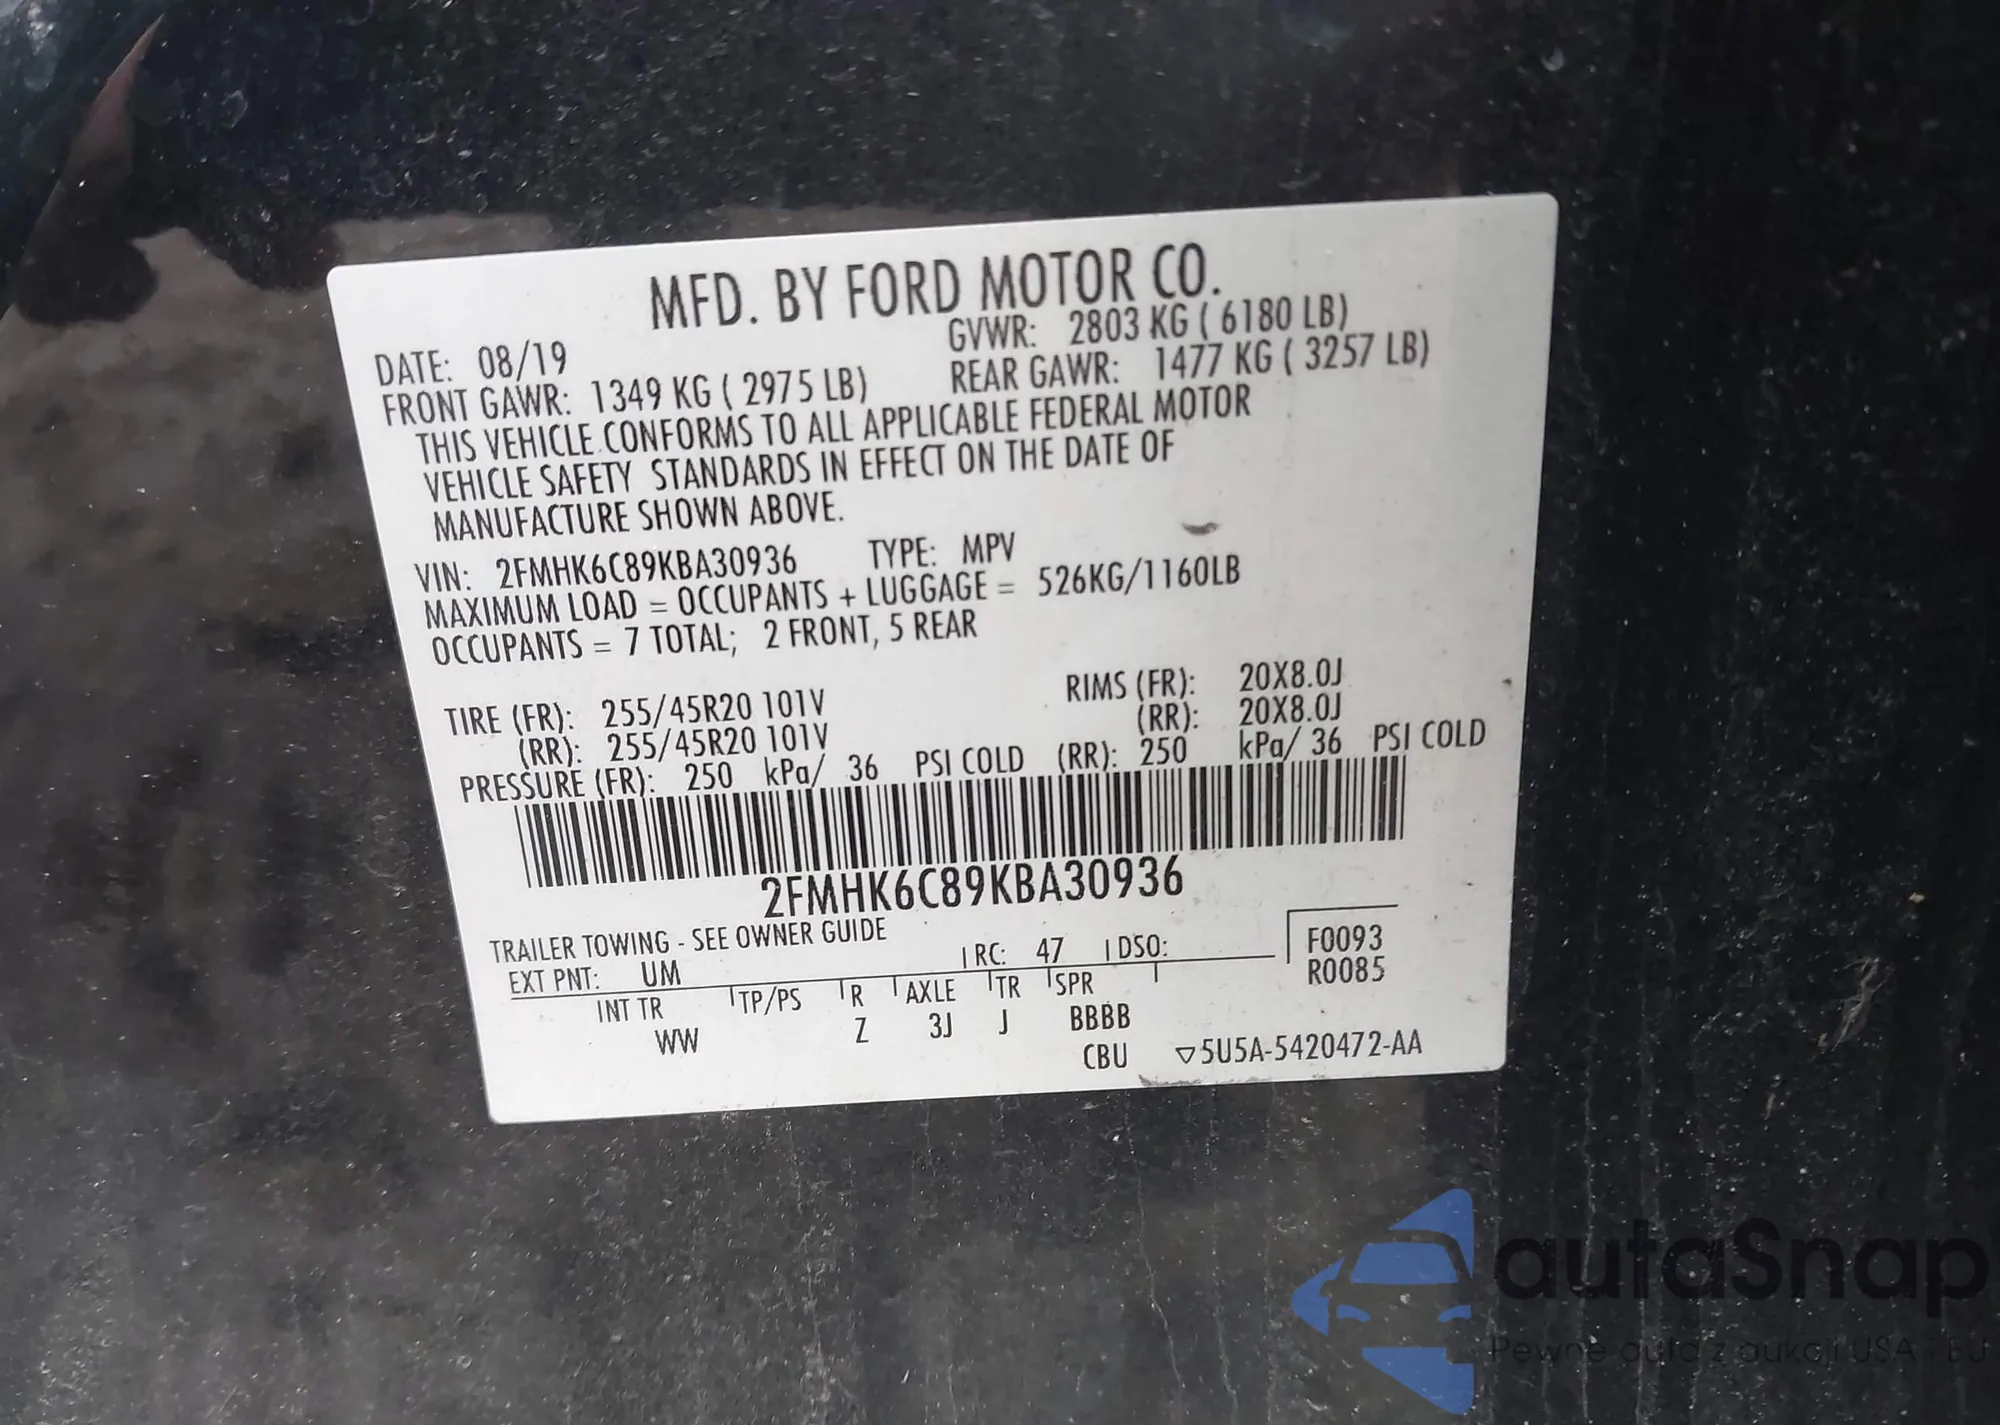 MFD. BY FORD MOTOR CO.
DATE: 08/19 GVWR: 2803 KG ( 6180 LB)
FRONT GAWR: 1349 KG ( 2975 LB) REAR GAWR: 1477 KG ( 3257 LB)
THIS VEHICLE CONFORMS TO ALL APPLICABLE FEDERAL MOTOR
VEHICLE SAFETY STANDARDS IN EFFECT ON THE DATE OF
MANUFACTURE SHOWN ABOVE.
VIN: 2FMHK6C89KBA30936 TYPE: MPV
MAXIMUM LOAD = OCCUPANTS + LUGGAGE = 526KG/1160LB
OCCUPANTS = 7 TOTAL; 2 FRONT, 5 REAR
TIRE (FR): 255/45R20 101V RIMS (FR): 20X8.0J
(RR): 255/45R20 101V (RR): 20X8.0J
PRESSURE (FR): 250 kPa/ 36 PSI COLD (RR): 250 kPa/ 36 PSI COLD
2FMHK6C89KBA30936
TRAILER TOWING - SEE OWNER GUIDE
EXT PNT: UM RC: 47 DSO: F0093
R0085
INT TR TP/PS R AXLE TR SPR
WW Z 3J J BBBB
CBU ▽5U5A-5420472-AA
autaSnap
Pewne auta z aukcji USA i EU